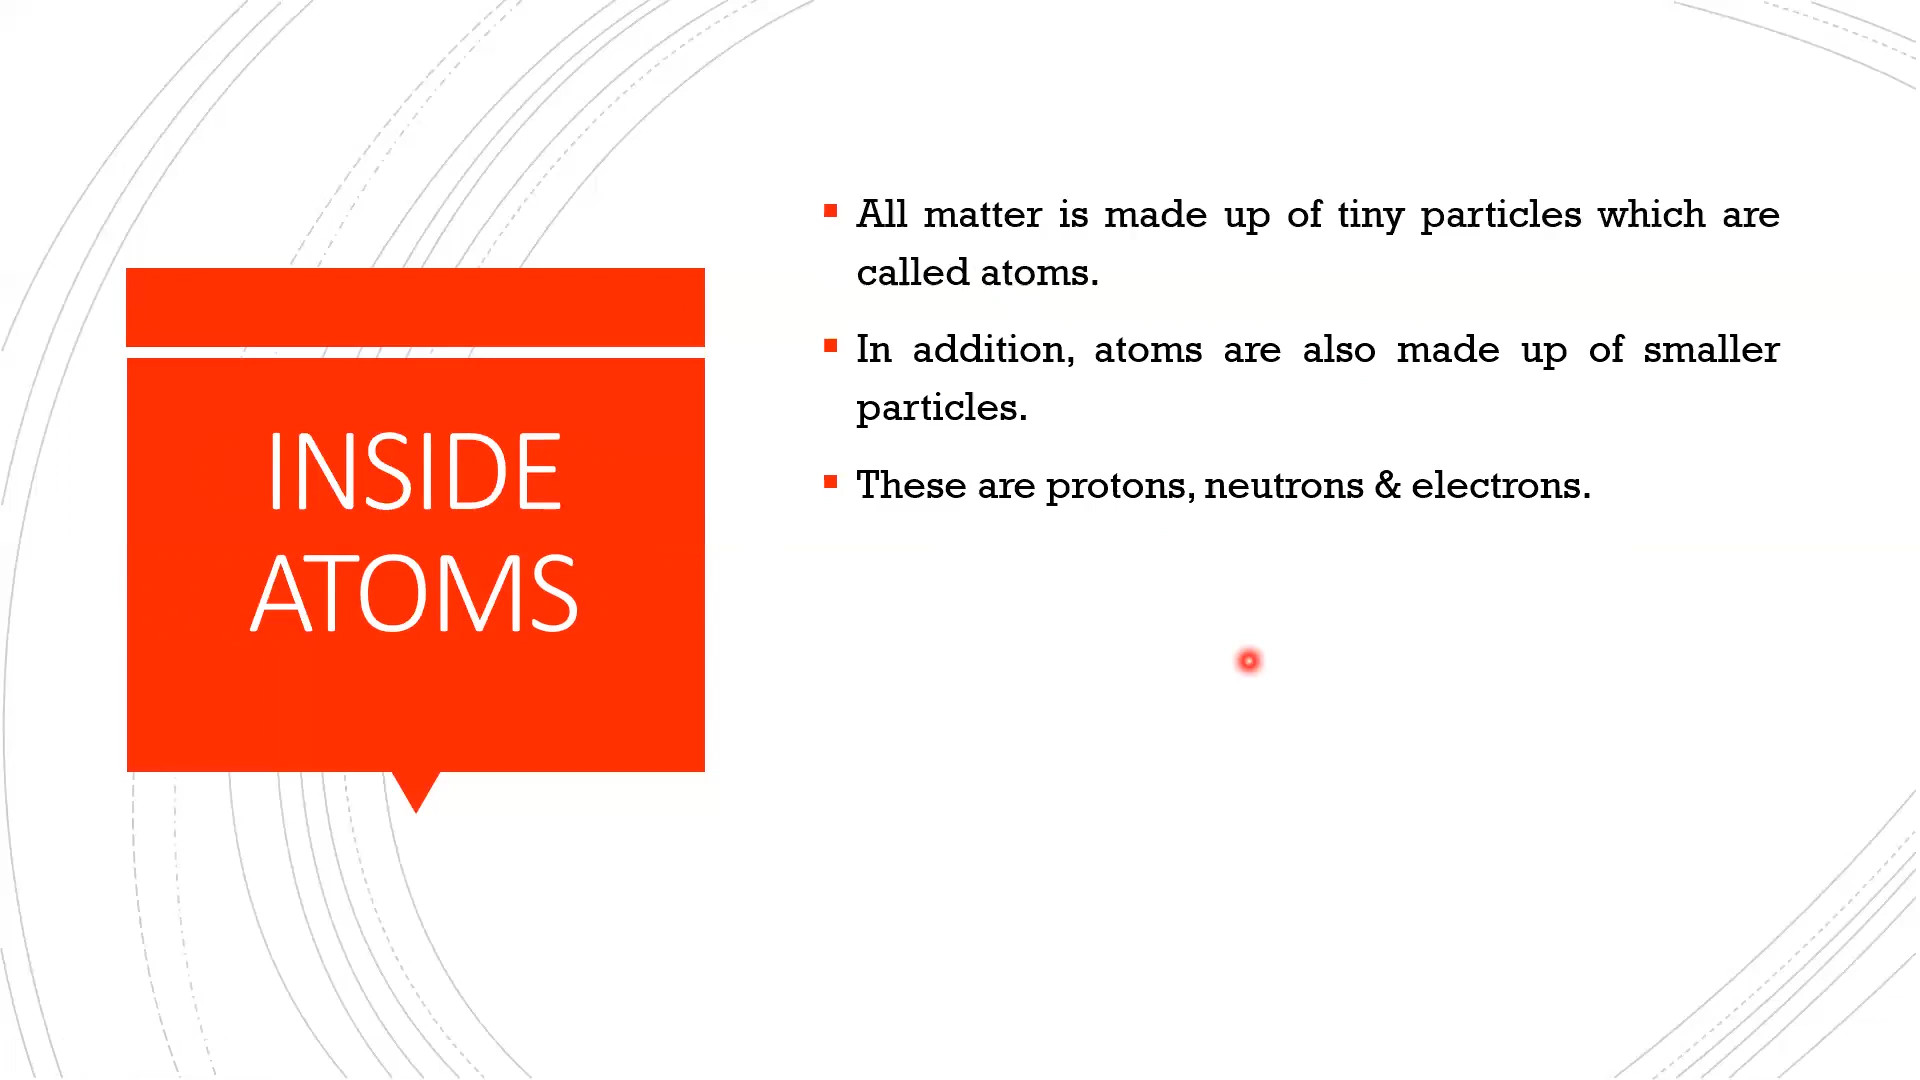 INSIDE
ATOMS
All matter is made up of tiny particles which are
called atoms.
In addition, atoms are also made up of smaller
particles.
These are protons, neutrons & electrons.